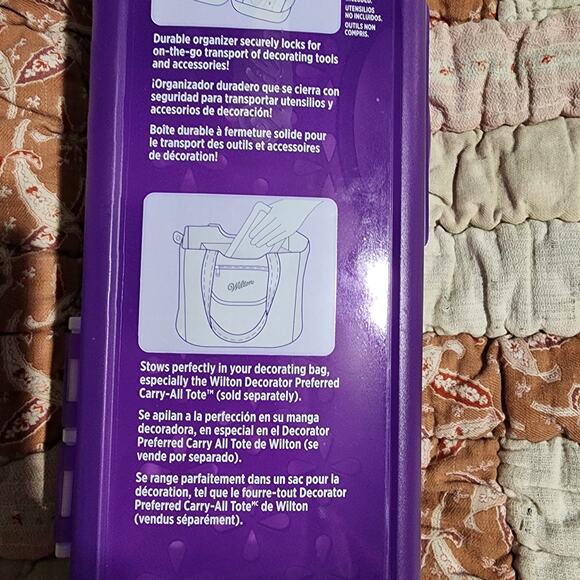 UTENSILIOS
NO INCLUIDOS.
OUTILS NON
COMPRIS.
Durable organizer securely locks for
on-the-go transport of decorating tools
and accessories!
¡Organizador duradero que se cierra con
seguridad para transportar utensilios y
accesorios de decoración!
Boîte durable à fermeture solide pour
le transport des outils et accessoires
de décoration!
Wilton
Stows perfectly in your decorating bag,
especially the Wilton Decorator Preferred
Carry-All Tote™ (sold separately).
Se apilan a la perfección en su manga
decoradora, en especial en el Decorator
Preferred Carry All Tote de Wilton (se
vende por separado).
Se range parfaitement dans un sac pour la
décoration, tel que le fourre-tout Decorator
Preferred Carry-All Toteᴹᶜ de Wilton
(vendus séparément).